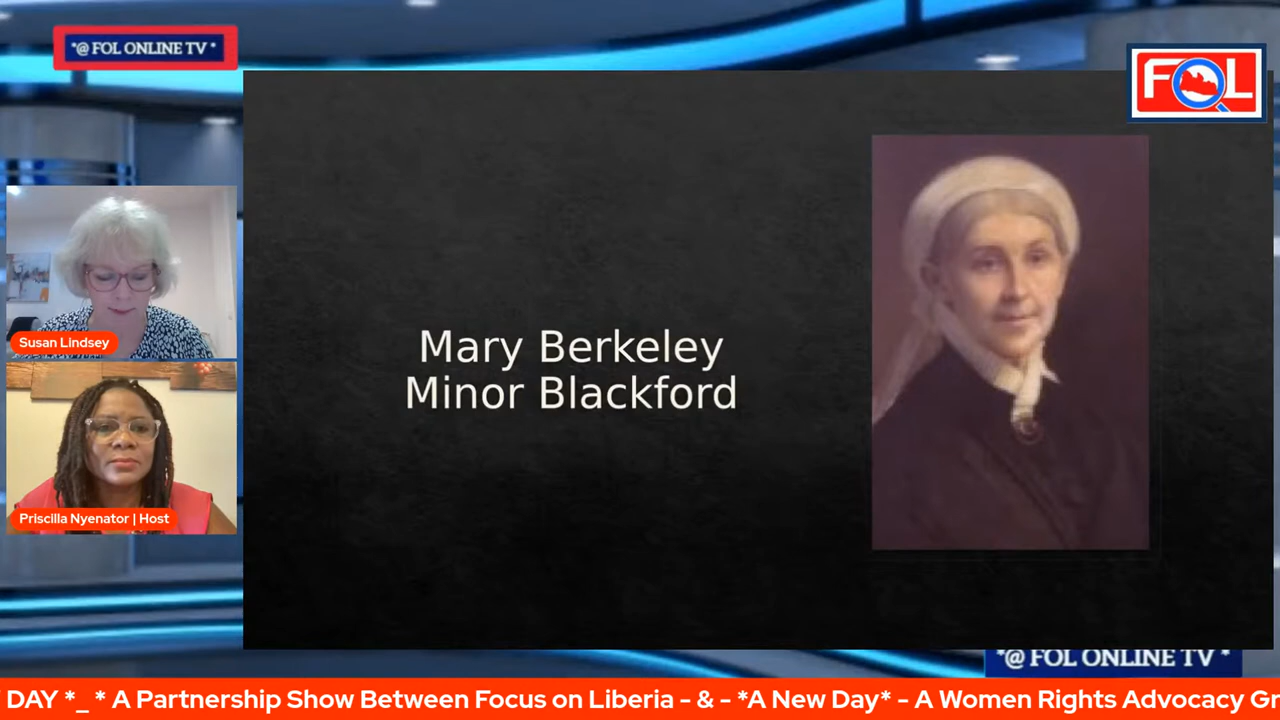 *@ FOL ONLINE TV *
FOL
Mary Berkeley
Minor Blackford
Susan Lindsey
Priscilla Nyenator | Host
*@ FOL ONLINE TV *
DAY *_ * A Partnership Show Between Focus on Liberia - & - *A New Day* - A Women Rights Advocacy Gr